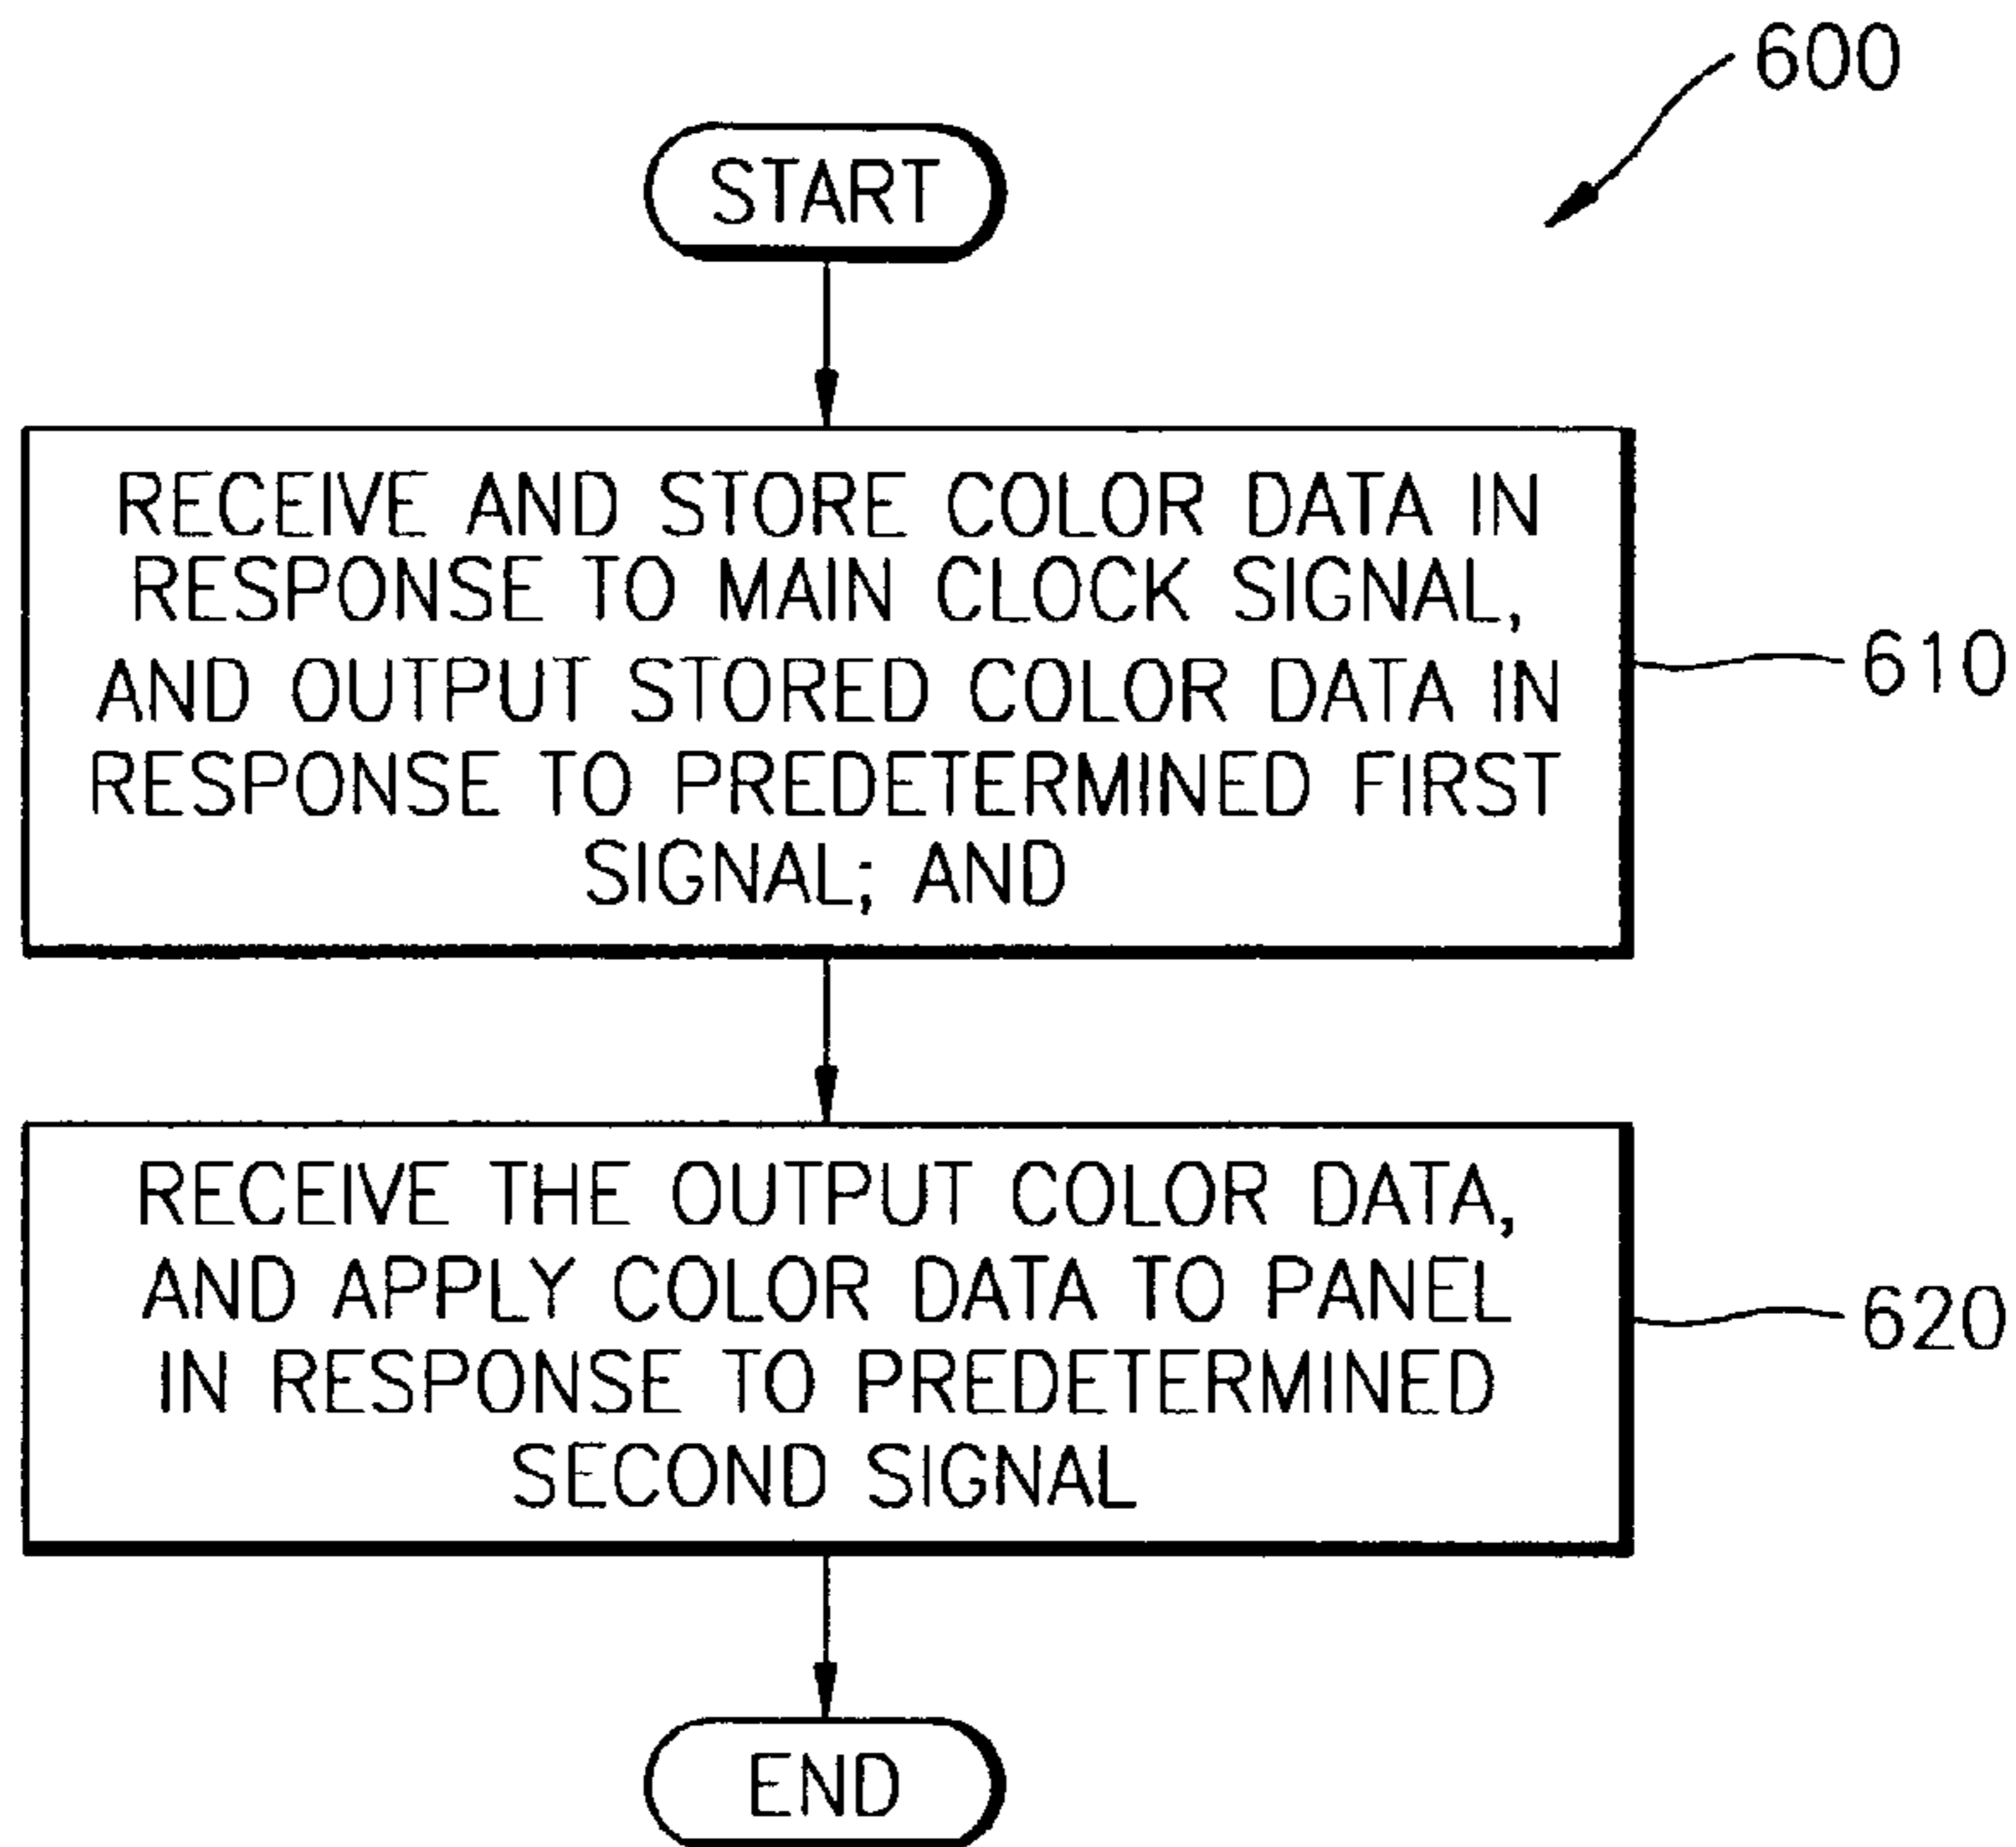 600
START
RECEIVE AND STORE COLOR DATA IN
RESPONSE TO MAIN CLOCK SIGNAL,
AND OUTPUT STORED COLOR DATA IN
RESPONSE TO PREDETERMINED FIRST
SIGNAL; AND
610
RECEIVE THE OUTPUT COLOR DATA,
AND APPLY COLOR DATA TO PANEL
IN RESPONSE TO PREDETERMINED
SECOND SIGNAL
620
END